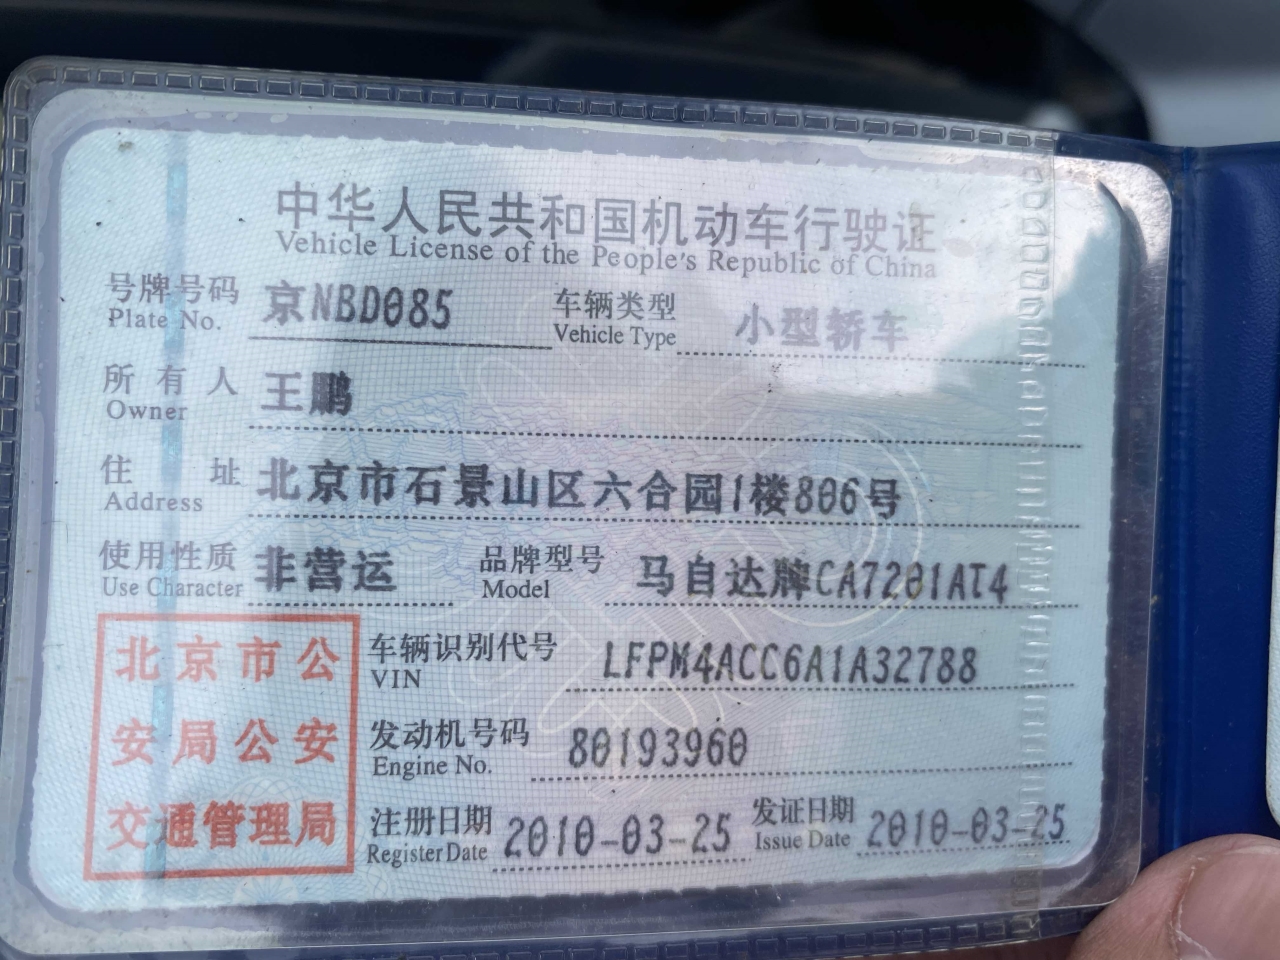 中华人民共和国机动车行驶证
Vehicle License of the People's Republic of China
号牌号码 京NBD085 车辆类型 小型轿车
Plate No. Vehicle Type
所有人 王鹏
Owner
住址 北京市石景山区六合园1楼806号
Address
使用性质 非营运 品牌型号 马自达牌CA7201AT4
Use Character Model
北京市公
安局公安
交通管理局
车辆识别代号 LFPM4ACC6A1A32788
VIN
发动机号码 80193960
Engine No.
注册日期 2010-03-25 发证日期 2010-03-25
Register Date Issue Date